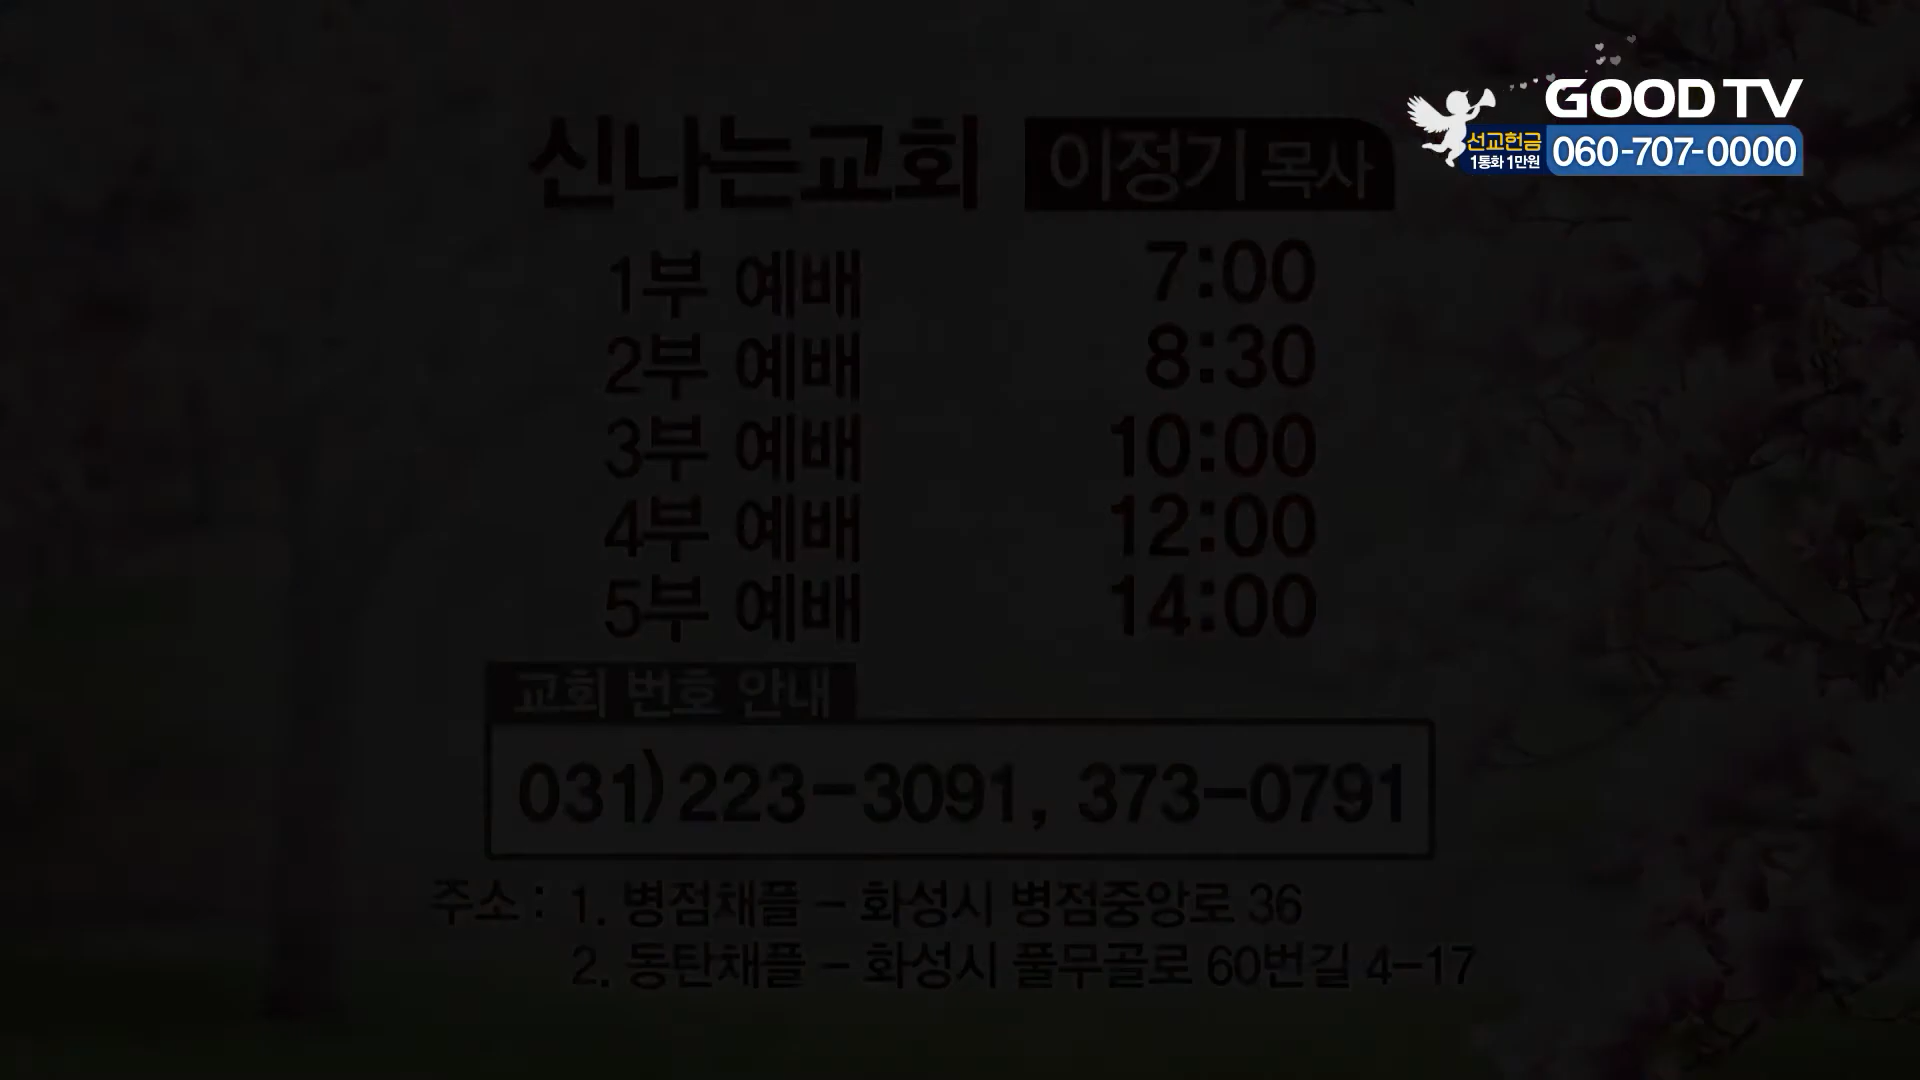 GOOD TV
선교헌금 1통화 1만원 060-707-0000
신나는교회 이정기 목사
1부 예배 7:00
2부 예배 8:30
3부 예배 10:00
4부 예배 12:00
5부 예배 14:00
교회 번호 안내
031)223-3091, 373-0791
주소 : 1. 병점채플 - 화성시 병점중앙로 36
2. 동탄채플 - 화성시 풀무골로 60번길 4-17